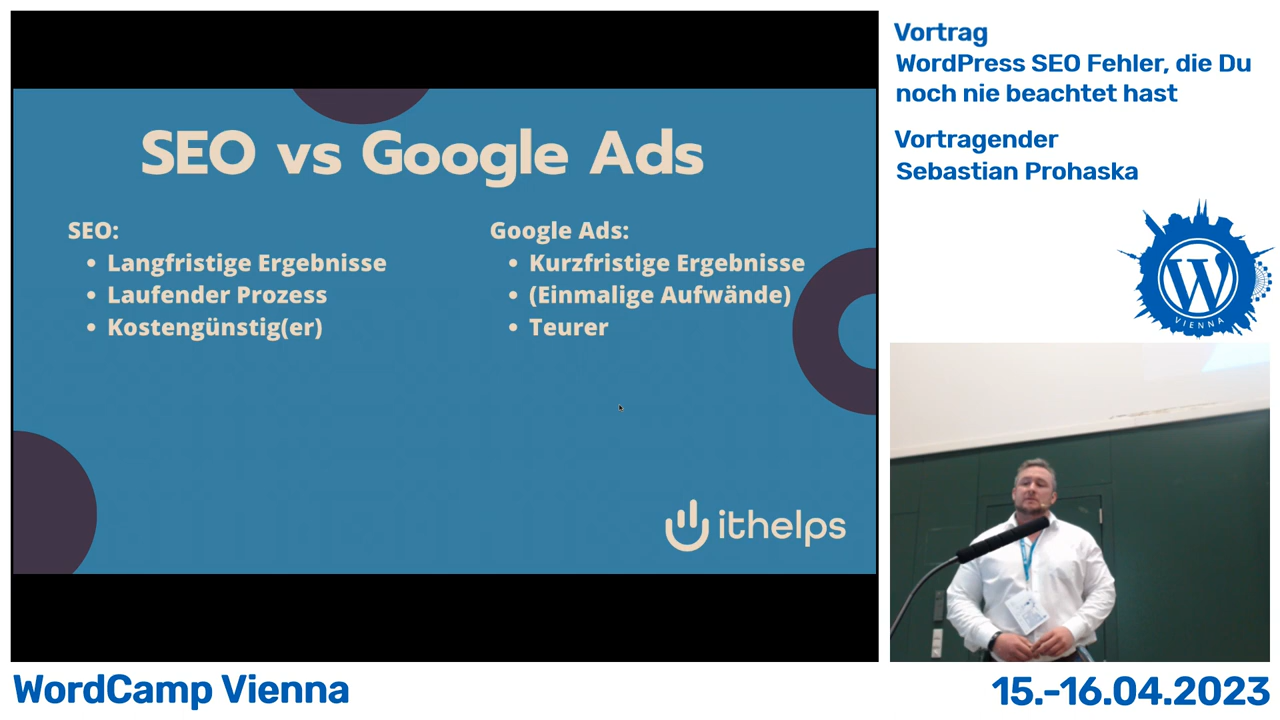 SEO vs Google Ads
SEO:
• Langfristige Ergebnisse
• Laufender Prozess
• Kostengünstig(er)
Google Ads:
• Kurzfristige Ergebnisse
• (Einmalige Aufwände)
• Teurer
ithelps
Vortrag
WordPress SEO Fehler, die Du
noch nie beachtet hast
Vortragender
Sebastian Prohaska
W
VIENNA
WordCamp Vienna
15.-16.04.2023